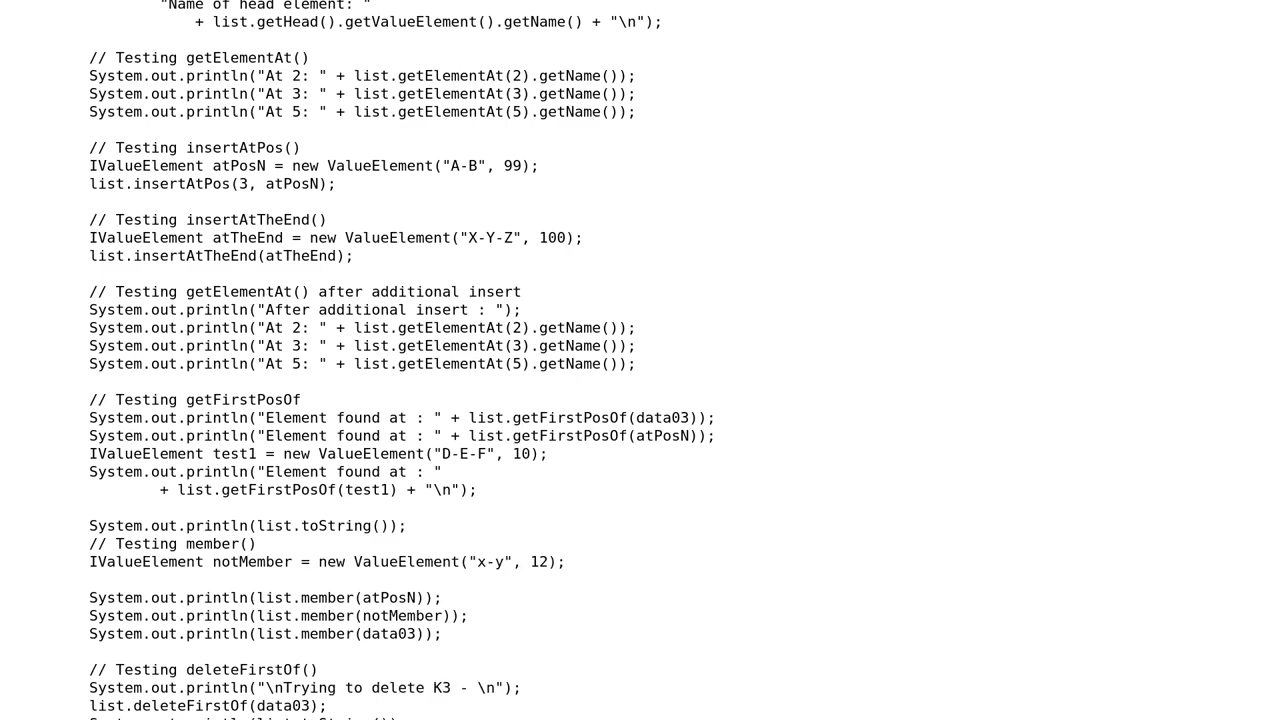 "Name of head element: "
+ list.getHead().getValueElement().getName() + "\n");
// Testing getElementAt()
System.out.println("At 2: " + list.getElementAt(2).getName());
System.out.println("At 3: " + list.getElementAt(3).getName());
System.out.println("At 5: " + list.getElementAt(5).getName());
// Testing insertAtPos()
IValueElement atPosN = new ValueElement("A-B", 99);
list.insertAtPos(3, atPosN);
// Testing insertAtTheEnd()
IValueElement atTheEnd = new ValueElement("X-Y-Z", 100);
list.insertAtTheEnd(atTheEnd);
// Testing getElementAt() after additional insert
System.out.println("After additional insert : ");
System.out.println("At 2: " + list.getElementAt(2).getName());
System.out.println("At 3: " + list.getElementAt(3).getName());
System.out.println("At 5: " + list.getElementAt(5).getName());
// Testing getFirstPosOf
System.out.println("Element found at : " + list.getFirstPosOf(data03));
System.out.println("Element found at : " + list.getFirstPosOf(atPosN));
IValueElement test1 = new ValueElement("D-E-F", 10);
System.out.println("Element found at : "
+ list.getFirstPosOf(test1) + "\n");
System.out.println(list.toString());
// Testing member()
IValueElement notMember = new ValueElement("x-y", 12);
System.out.println(list.member(atPosN));
System.out.println(list.member(notMember));
System.out.println(list.member(data03));
// Testing deleteFirstOf()
System.out.println("\nTrying to delete K3 - \n");
list.deleteFirstOf(data03);